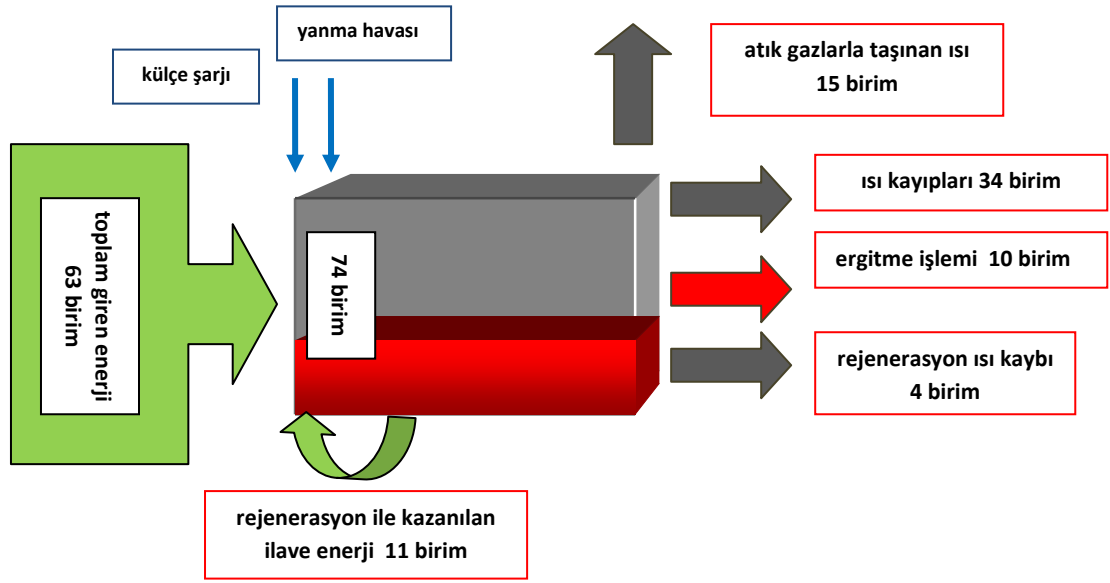 yanma havası
külçe şarjı
atık gazlarla taşınan ısı
15 birim
toplam giren enerji
63 birim
74 birim
ısı kayıpları 34 birim
ergitme işlemi 10 birim
rejenerasyon ısı kaybı
4 birim
rejenerasyon ile kazanılan
ilave enerji 11 birim